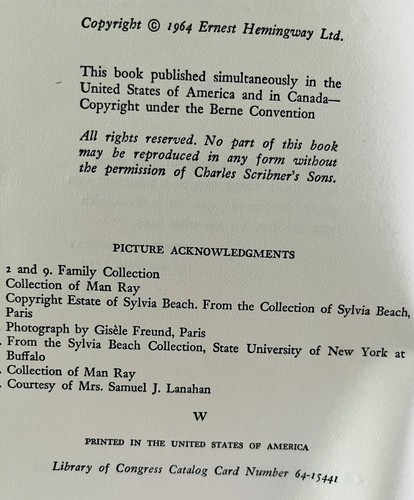 Copyright © 1964 Ernest Hemingway Ltd.
This book published simultaneously in the
United States of America and in Canada—
Copyright under the Berne Convention
All rights reserved. No part of this book
may be reproduced in any form without
the permission of Charles Scribner's Sons.
PICTURE ACKNOWLEDGMENTS
2 and 9. Family Collection
Collection of Man Ray
Copyright Estate of Sylvia Beach. From the Collection of Sylvia Beach,
Paris
. Photograph by Gisèle Freund, Paris
. From the Sylvia Beach Collection, State University of New York at
Buffalo
. Collection of Man Ray
. Courtesy of Mrs. Samuel J. Lanahan
W
PRINTED IN THE UNITED STATES OF AMERICA
Library of Congress Catalog Card Number 64-15441